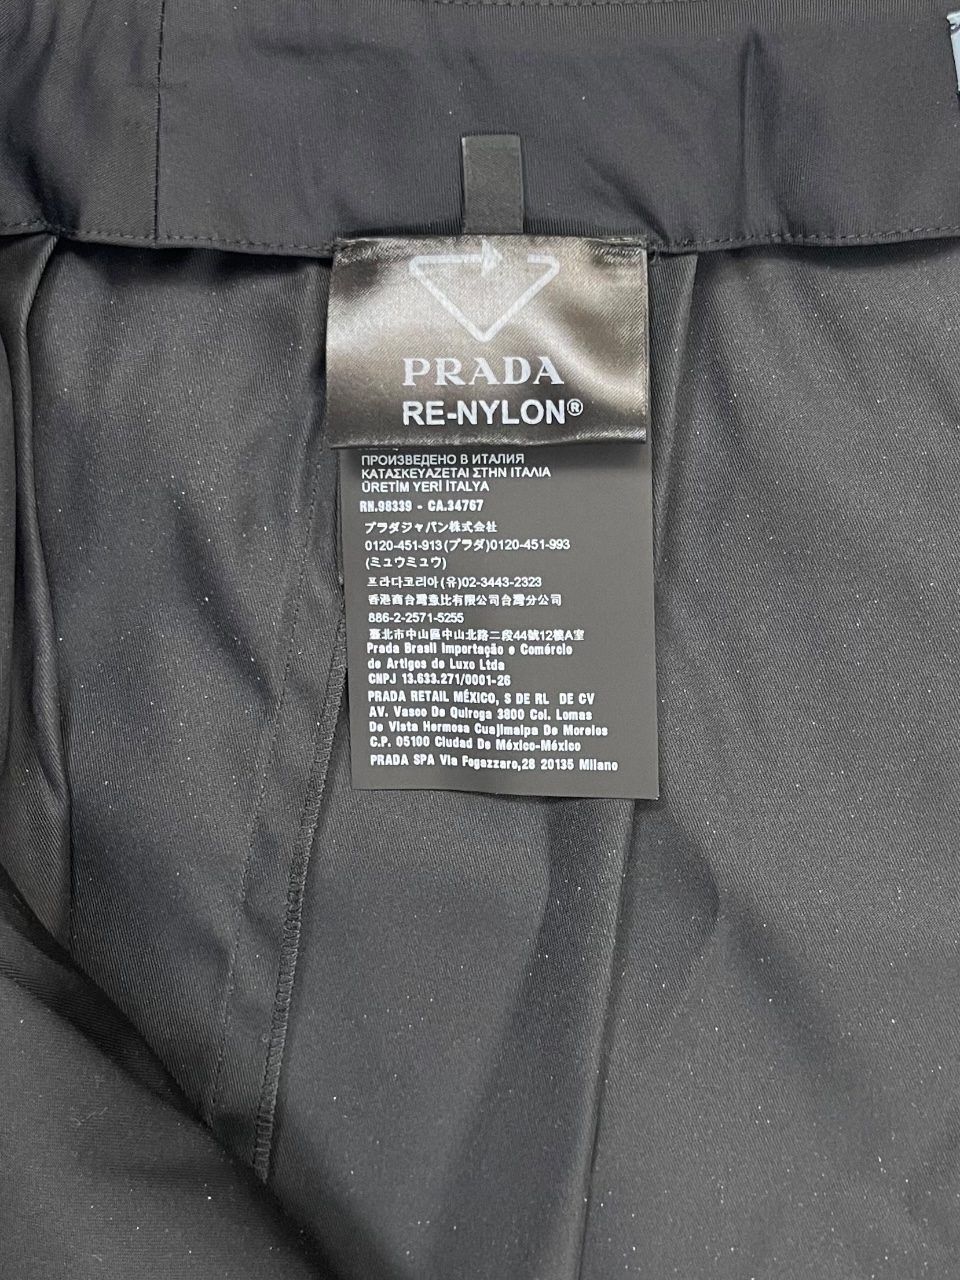 PRADA
RE-NYLON®
ПРОИЗВЕДЕНО В ИТАЛИЯ
ΚΑΤΑΣΚΕΥΑΖΕΤΑΙ ΣΤΗΝ ΙΤΑΛΙΑ
ÜRETİM YERİ İTALYA
RN.98339 - CA.34767
プラダジャパン株式会社
0120-451-913(プラダ)0120-451-993
(ミュウミュウ)
프라다코리아(유)02-3443-2323
香港商台灣意比有限公司台灣分公司
886-2-2571-5255
臺北市中山區中山北路二段44號12樓A室
Prada Brasil Importação e Comércio
de Artigos de Luxo Ltda
CNPJ 13.633.271/0001-26
PRADA RETAIL MÉXICO, S DE RL DE CV
AV. Vasco De Quiroga 3800 Col. Lomas
De Vista Hermosa Cuajimalpa De Morelos
C.P. 05100 Ciudad De México-México
PRADA SPA Via Fogazzaro,28 20135 Milano